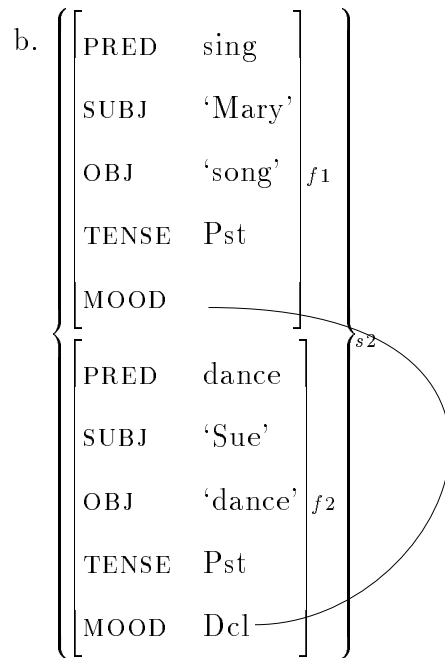 b.
PRED sing
SUBJ ‘Mary’
OBJ ‘song’
f1
TENSE Pst
MOOD
s2
PRED dance
SUBJ ‘Sue’
OBJ ‘dance’
f2
TENSE Pst
MOOD Dcl